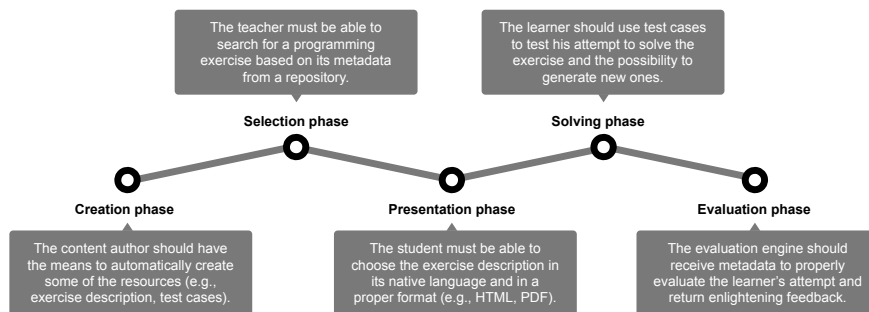 The teacher must be able to
search for a programming
exercise based on its metadata
from a repository.
The learner should use test cases
to test his attempt to solve the
exercise and the possibility to
generate new ones.
Selection phase
Solving phase
Creation phase
Presentation phase
Evaluation phase
The content author should have
the means to automatically create
some of the resources (e.g.,
exercise description, test cases).
The student must be able to
choose the exercise description in
its native language and in a
proper format (e.g., HTML, PDF).
The evaluation engine should
receive metadata to properly
evaluate the learner's attempt and
return enlightening feedback.